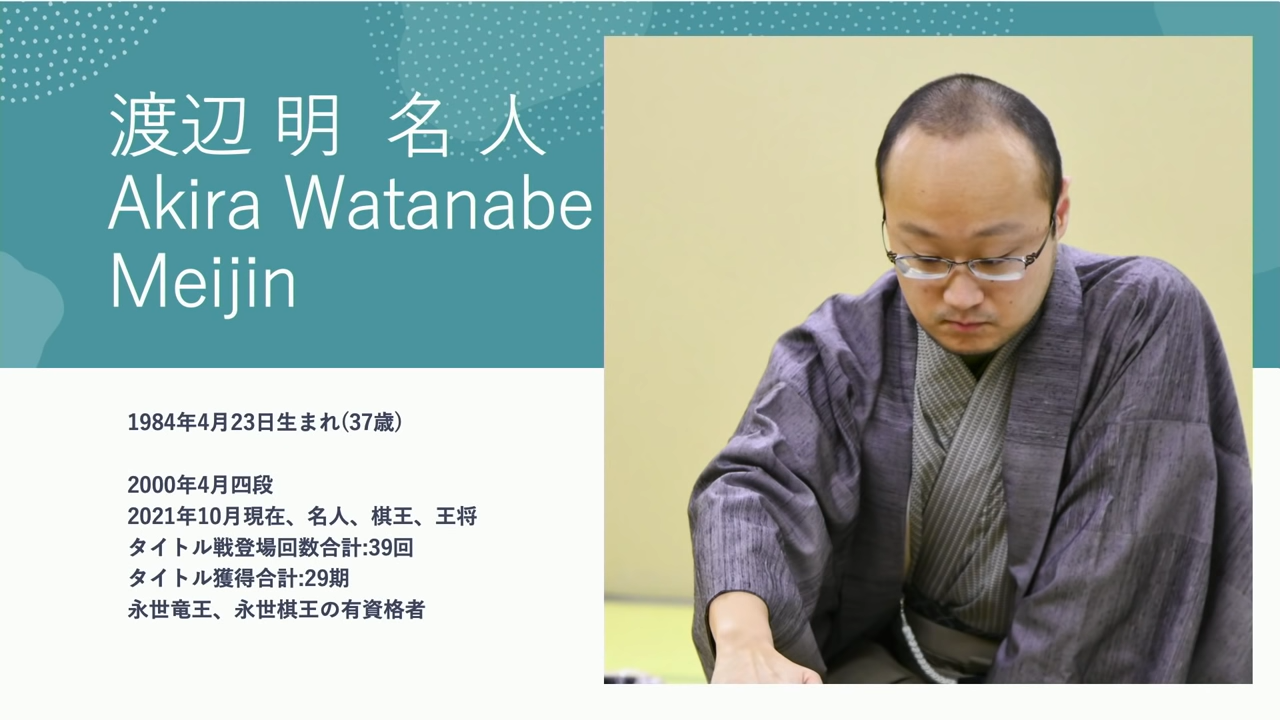 渡辺 明 名 人
Akira Watanabe
Meijin
1984年4月23日生まれ(37歳)
2000年4月四段
2021年10月現在、名人、棋王、王将
タイトル戦登場回数合計:39回
タイトル獲得合計:29期
永世竜王、永世棋王の有資格者